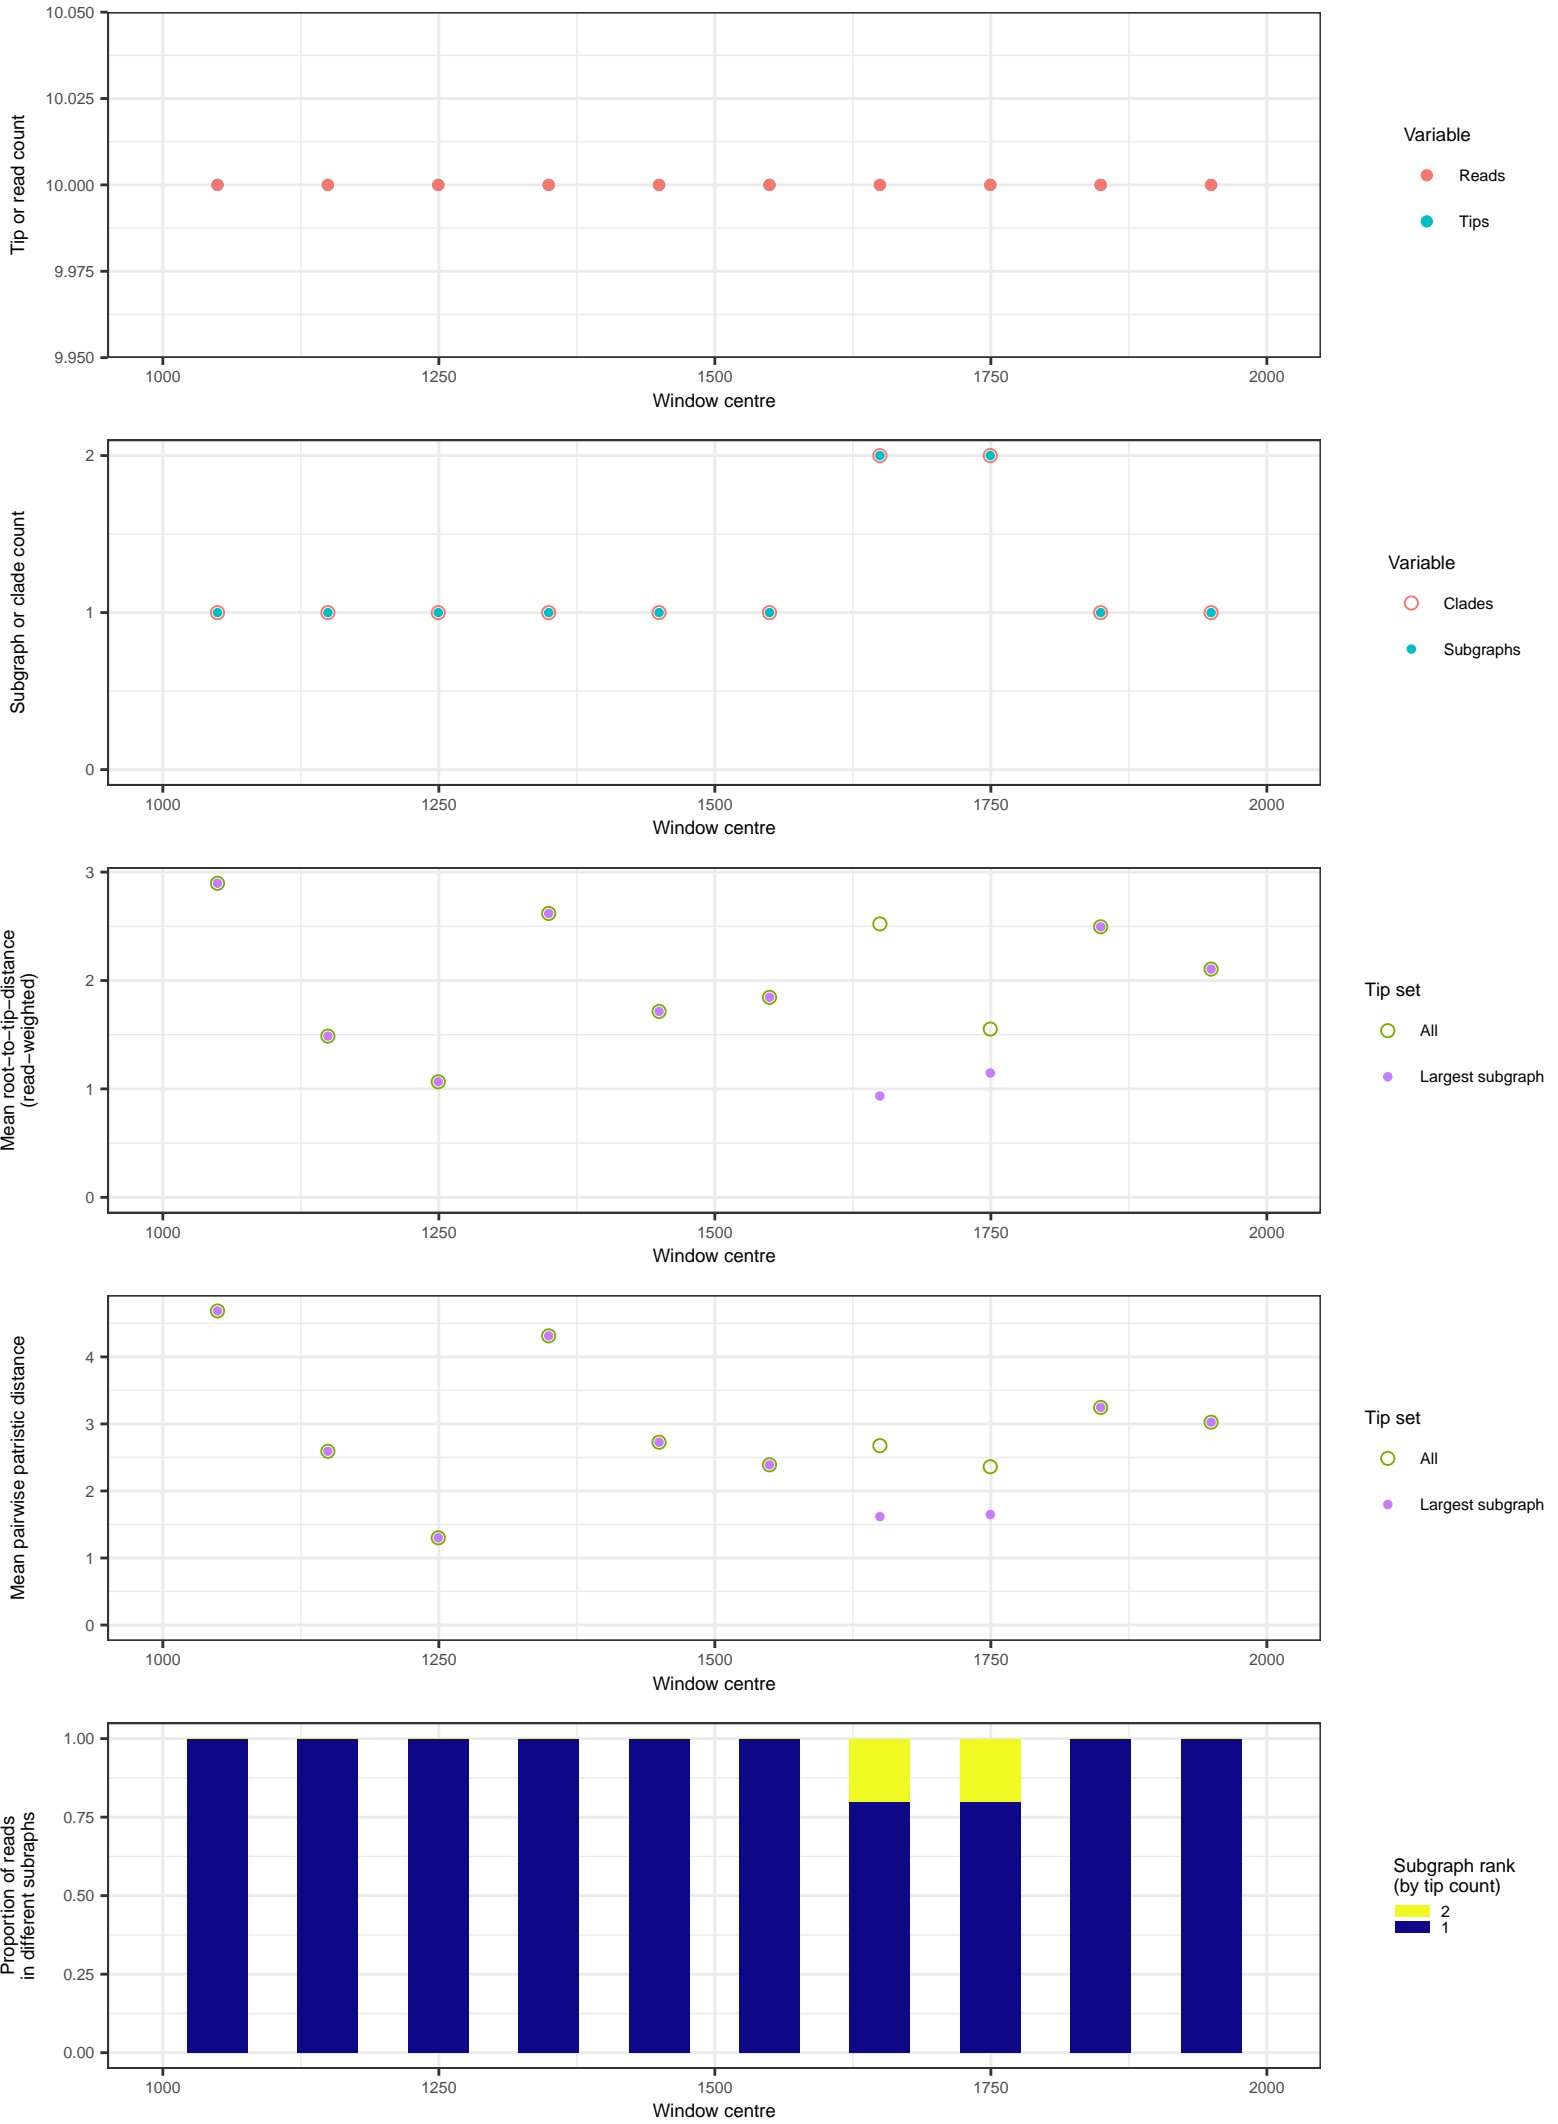 10.050
10.025
10.000
9.975
9.950
Tip or read count
1000 1250 1500 1750 2000
Window centre
Variable
Reads
Tips
2
1
0
Subgraph or clade count
1000 1250 1500 1750 2000
Window centre
Variable
Clades
Subgraphs
3
2
1
0
Mean root−to−tip−distance
(read−weighted)
1000 1250 1500 1750 2000
Window centre
Tip set
All
Largest subgraph
4
3
2
1
0
Mean pairwise patristic distance
1000 1250 1500 1750 2000
Window centre
Tip set
All
Largest subgraph
1.00
0.75
0.50
0.25
0.00
Proportion of reads
in different subraphs
1000 1250 1500 1750 2000
Window centre
Subgraph rank
(by tip count)
2
1